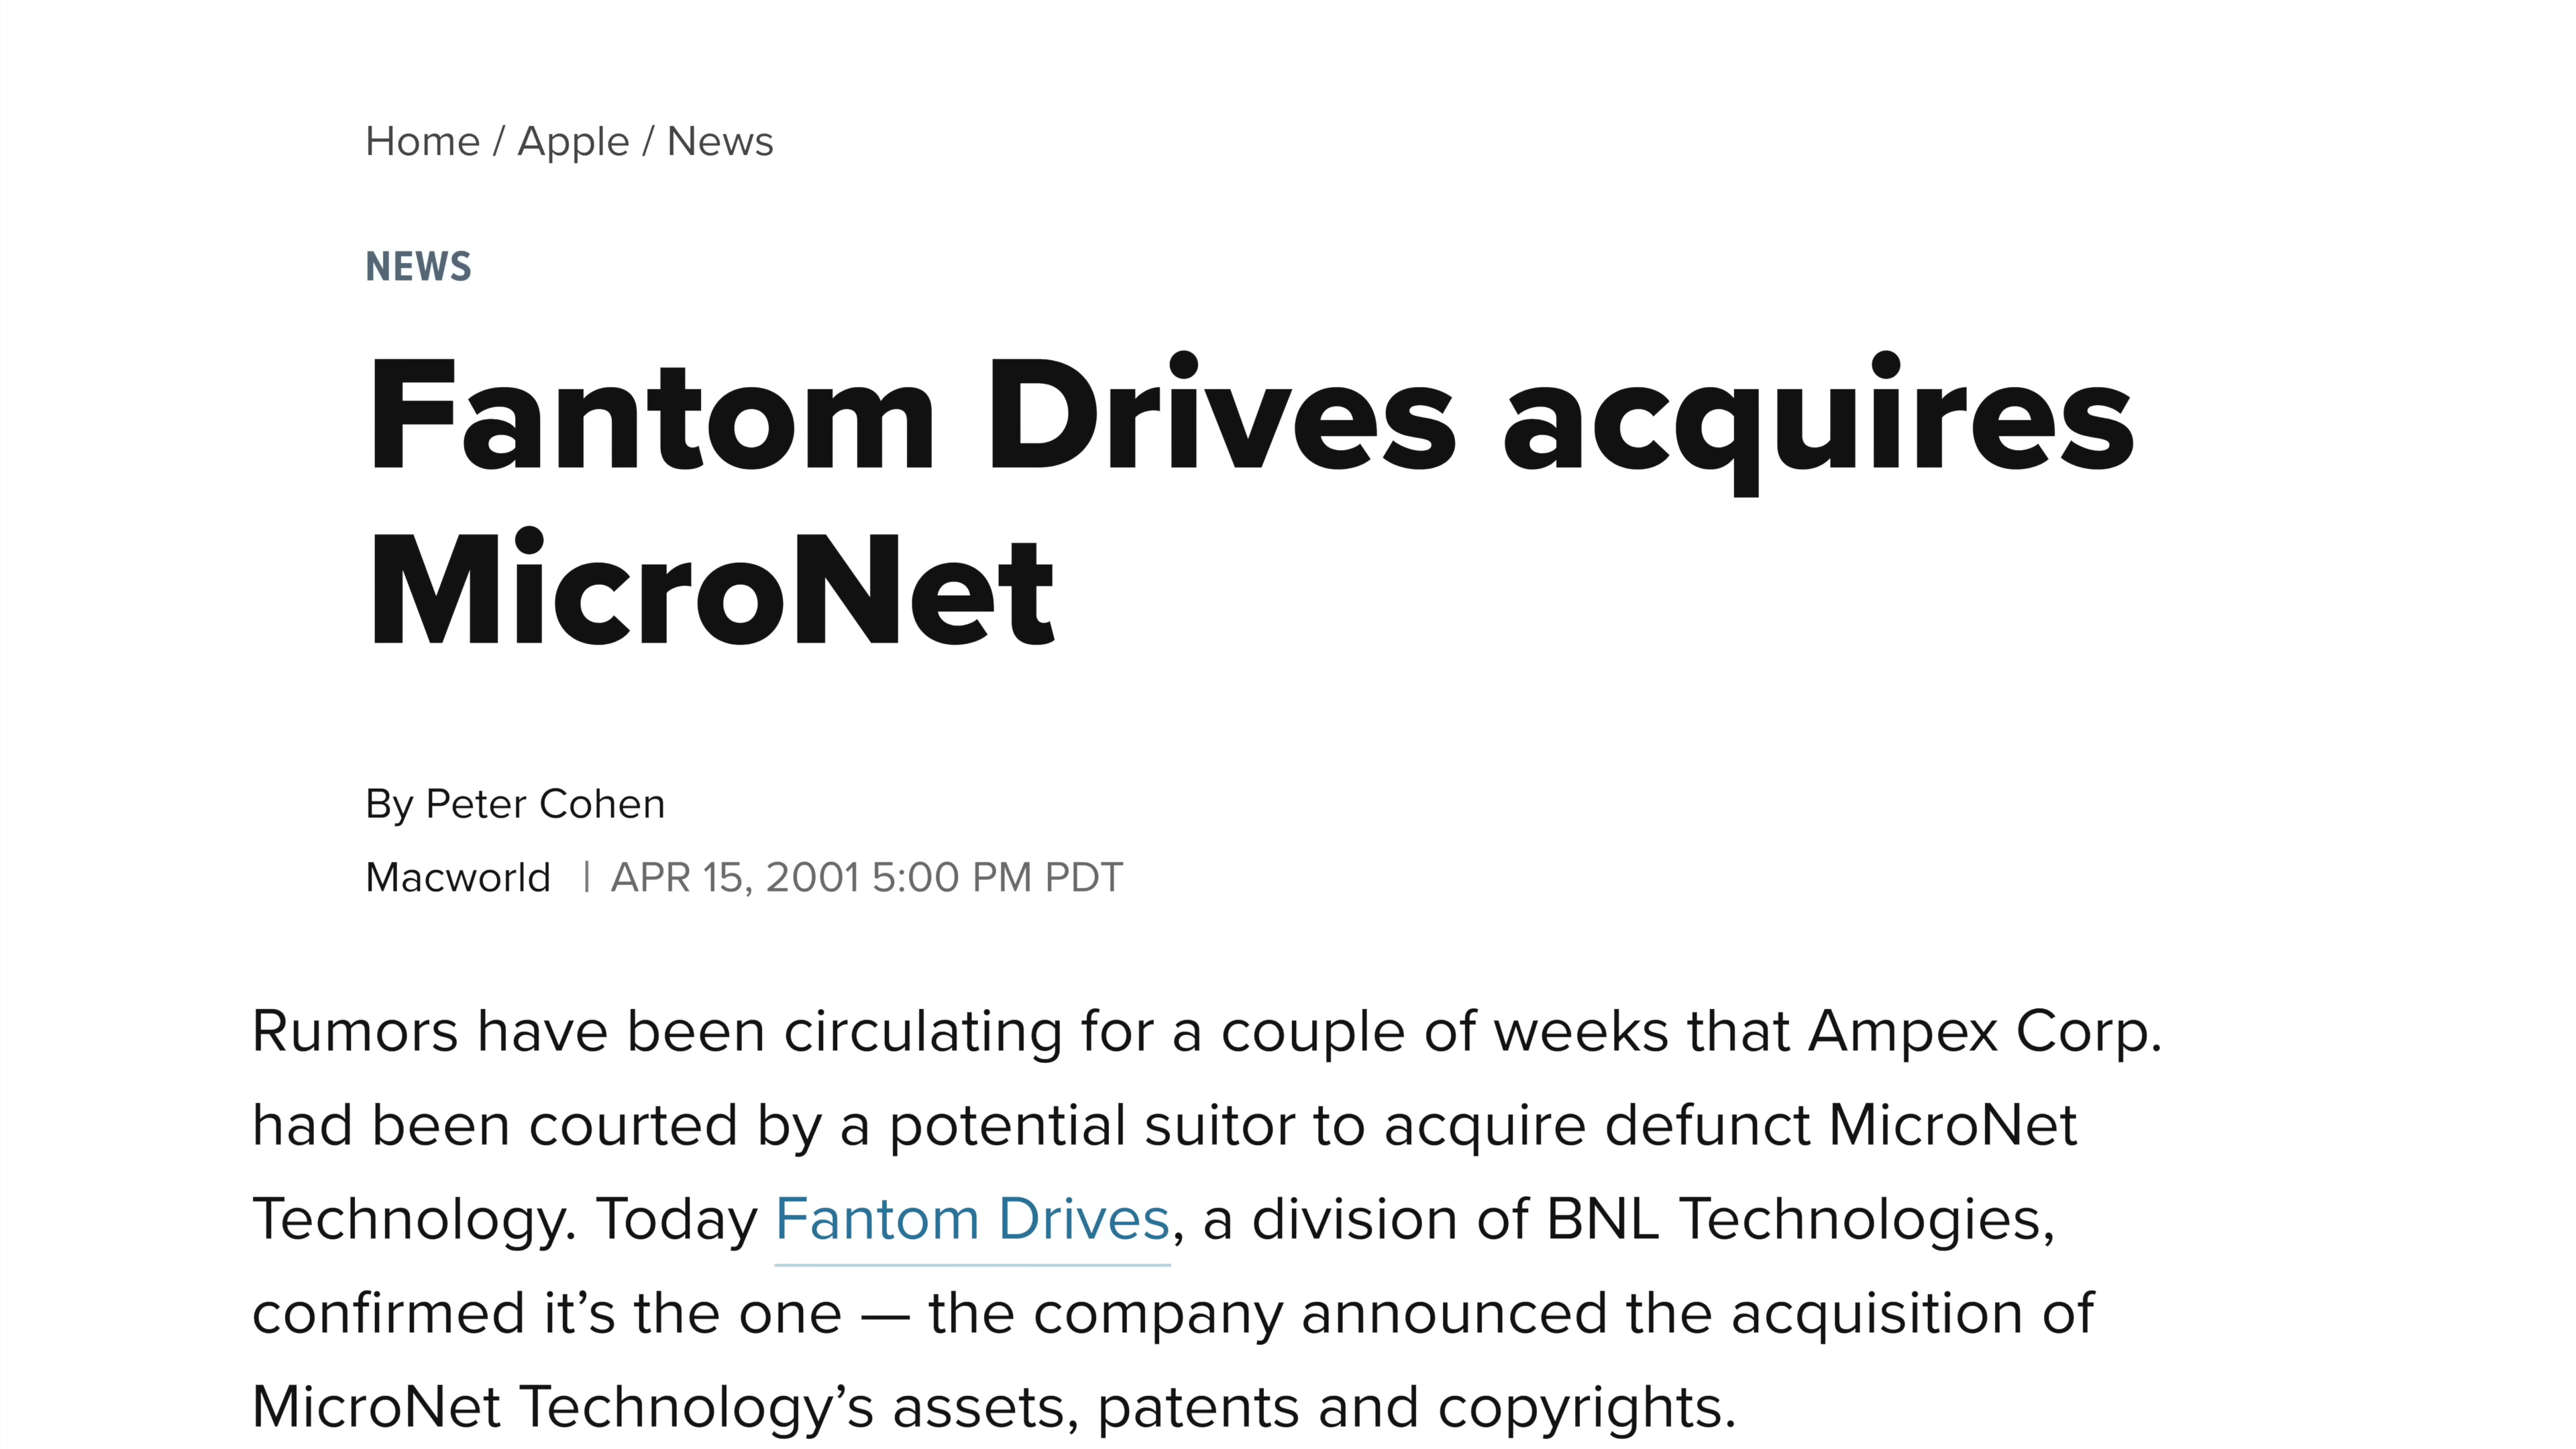 Home / Apple / News
NEWS
Fantom Drives acquires
MicroNet
By Peter Cohen
Macworld | APR 15, 2001 5:00 PM PDT
Rumors have been circulating for a couple of weeks that Ampex Corp.
had been courted by a potential suitor to acquire defunct MicroNet
Technology. Today Fantom Drives, a division of BNL Technologies,
confirmed it’s the one — the company announced the acquisition of
MicroNet Technology’s assets, patents and copyrights.